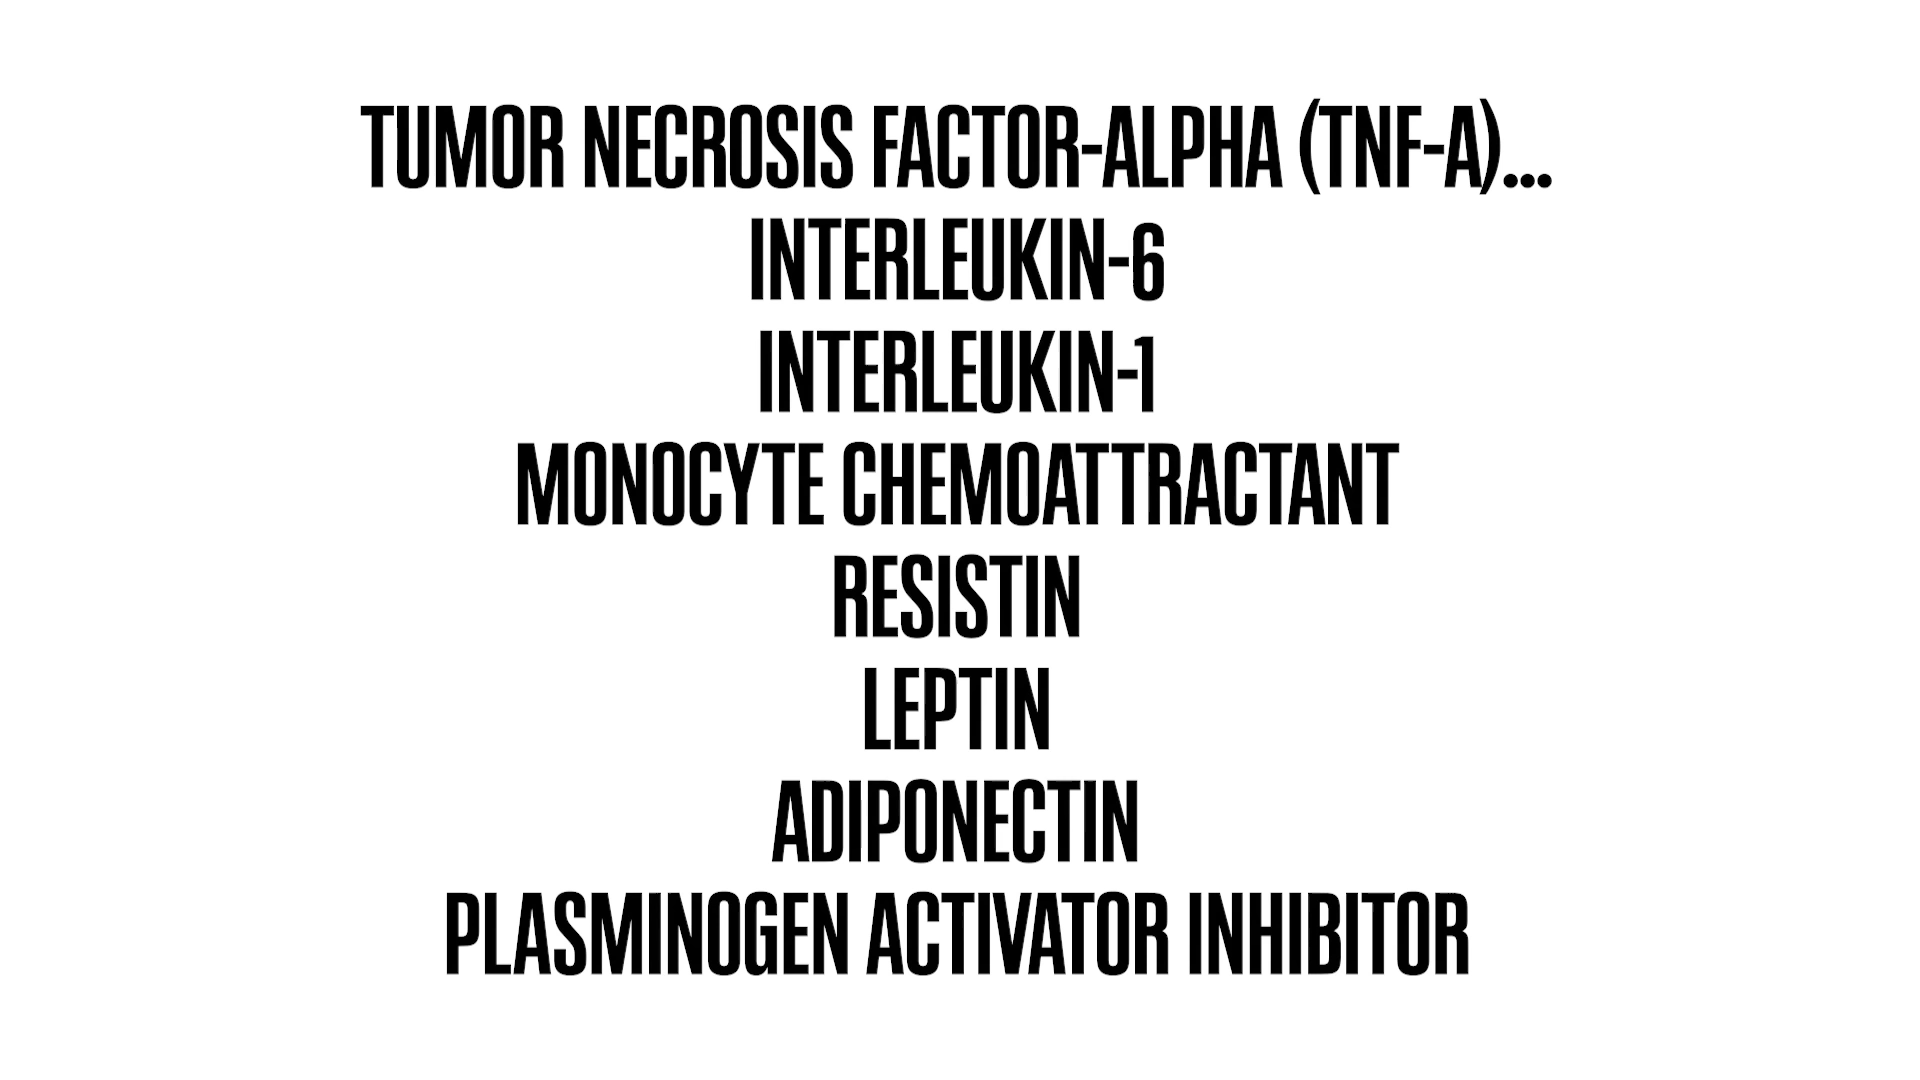 TUMOR NECROSIS FACTOR-ALPHA (TNF-A)...
INTERLEUKIN-6
INTERLEUKIN-1
MONOCYTE CHEMOATTRACTANT
RESISTIN
LEPTIN
ADIPONECTIN
PLASMINOGEN ACTIVATOR INHIBITOR